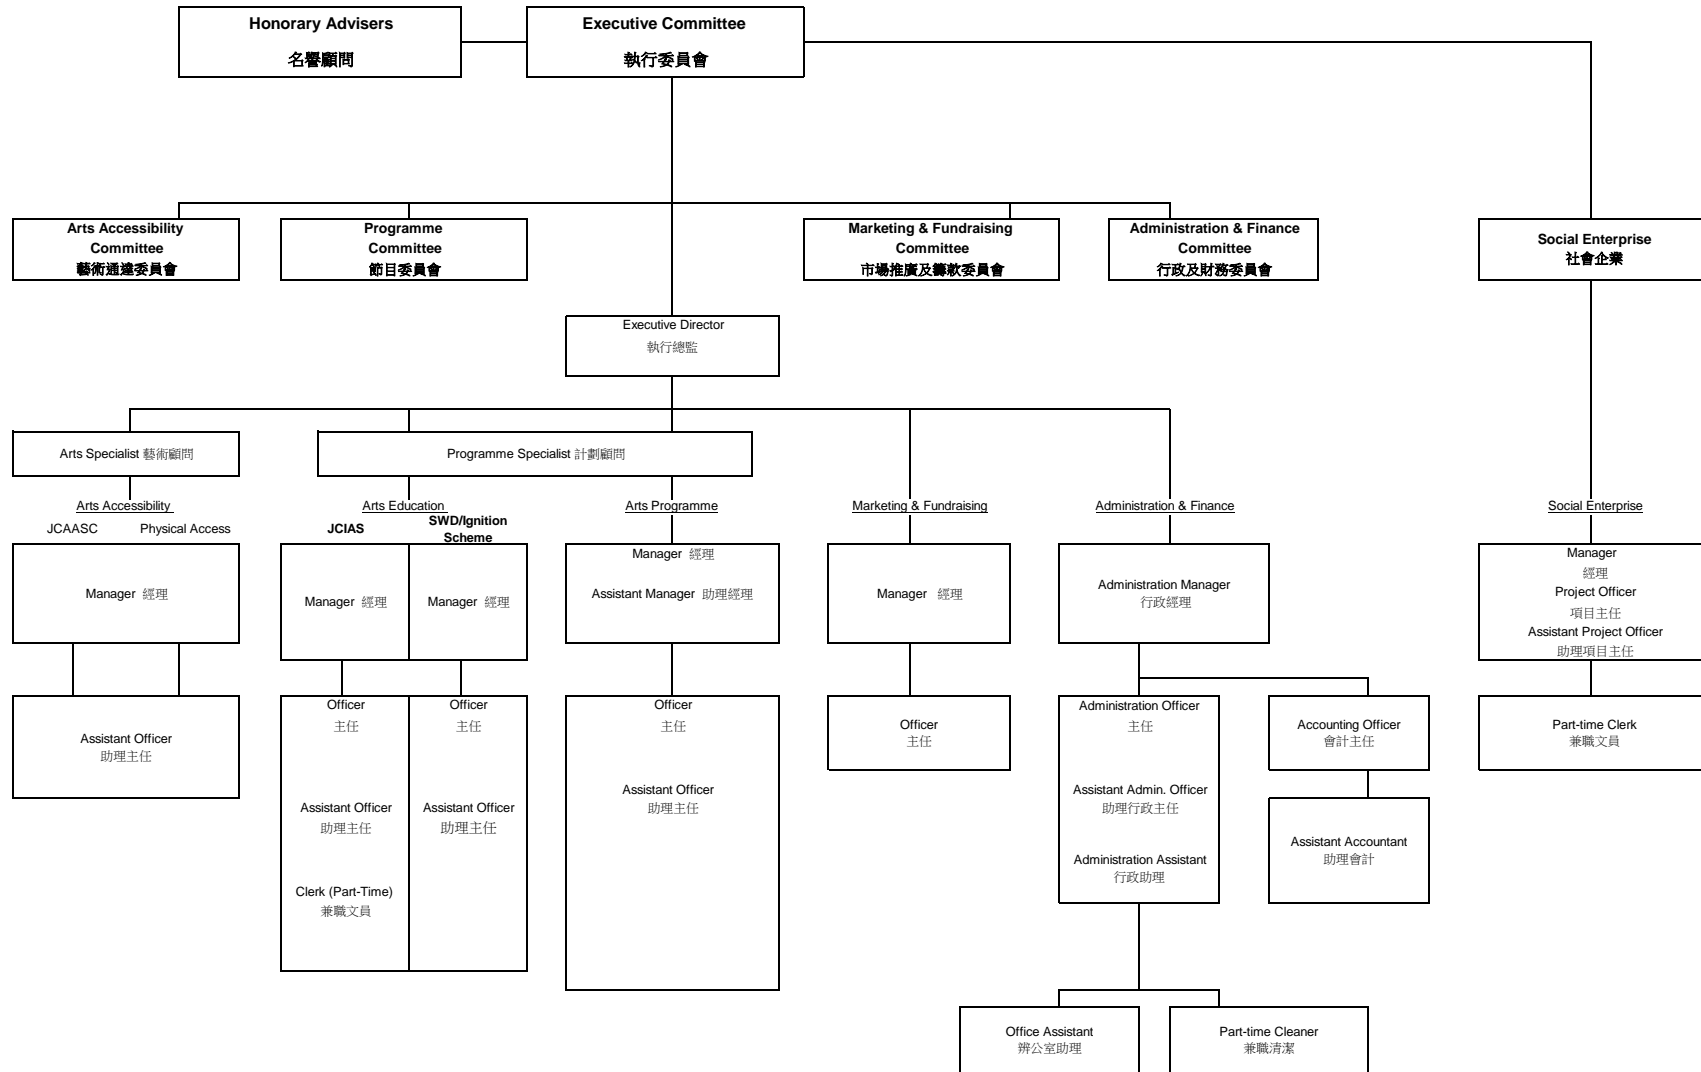 Honorary Advisers
名譽顧問
Executive Committee
執行委員會
Arts Accessibility
Committee
藝術通達委員會
Programme
Committee
節目委員會
Marketing & Fundraising
Committee
市場推廣及籌款委員會
Administration & Finance
Committee
行政及財務委員會
Social Enterprise
社會企業
Executive Director
執行總監
Arts Specialist 藝術顧問
Programme Specialist 計劃顧問
Arts Accessibility
JCAASC Physical Access
Arts Education
JCIAS
SWD/Ignition
Scheme
Arts Programme
Marketing & Fundraising
Administration & Finance
Social Enterprise
Manager 經理
Manager 經理
Manager 經理
Manager 經理
Assistant Manager 助理經理
Manager 經理
Administration Manager
行政經理
Manager
經理
Project Officer
項目主任
Assistant Project Officer
助理項目主任
Assistant Officer
助理主任
Officer
主任
Assistant Officer
助理主任
Clerk (Part-Time)
兼職文員
Officer
主任
Assistant Officer
助理主任
Officer
主任
Assistant Officer
助理主任
Officer
主任
Administration Officer
主任
Assistant Admin. Officer
助理行政主任
Administration Assistant
行政助理
Accounting Officer
會計主任
Assistant Accountant
助理會計
Part-time Clerk
兼職文員
Office Assistant
辨公室助理
Part-time Cleaner
兼職清潔